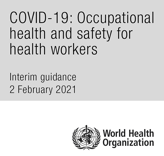 COVID-19: Occupational
health and safety for
health workers
Interim guidance
2 February 2021
World Health
Organization